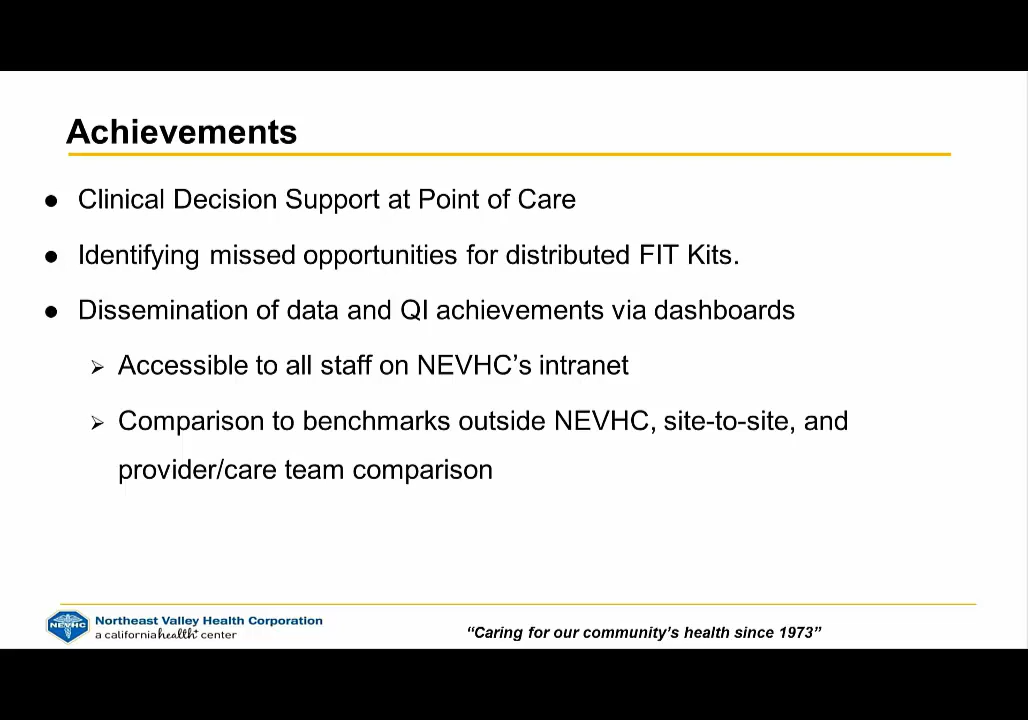 Achievements
● Clinical Decision Support at Point of Care
● Identifying missed opportunities for distributed FIT Kits.
● Dissemination of data and QI achievements via dashboards
➢ Accessible to all staff on NEVHC’s intranet
➢ Comparison to benchmarks outside NEVHC, site-to-site, and
provider/care team comparison
NEVHC
Northeast Valley Health Corporation
a california health+ center
“Caring for our community’s health since 1973”